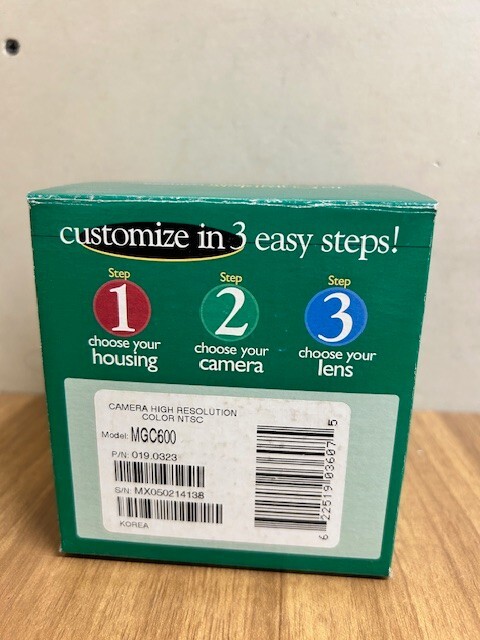 customize in 3 easy steps!
Step
1
choose your
housing
Step
2
choose your
camera
Step
3
choose your
lens
CAMERA HIGH RESOLUTION
COLOR NTSC
Model: MGC600
P/N: 019.0323
S/N: MX050214138
KOREA
6 22519 03607 5